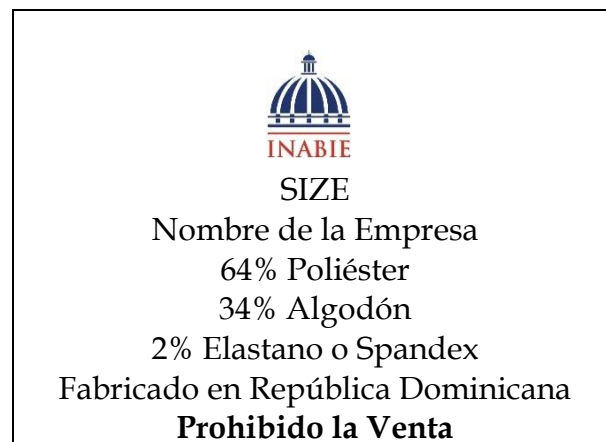 INABIE
SIZE
Nombre de la Empresa
64% Poliéster
34% Algodón
2% Elastano o Spandex
Fabricado en República Dominicana
Prohibido la Venta